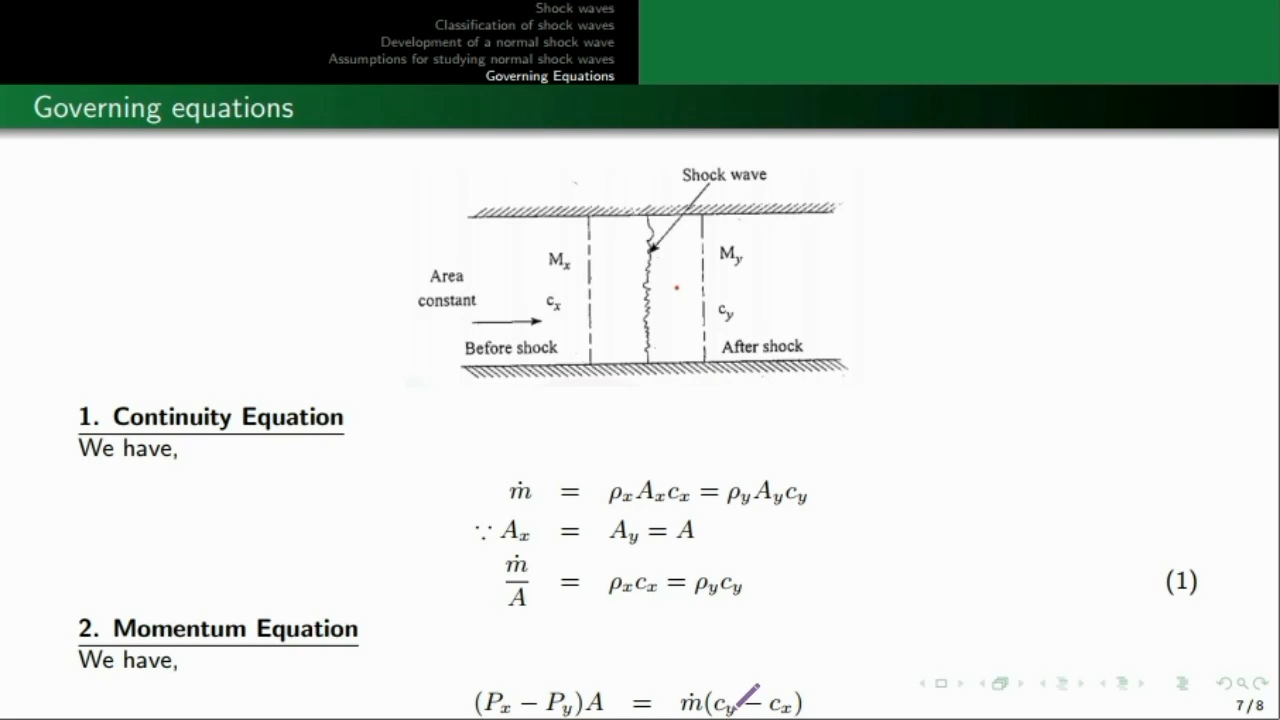 Shock waves
Classification of shock waves
Development of a normal shock wave
Assumptions for studying normal shock waves
Governing Equations
Governing equations
Shock wave
M_x
M_y
Area
constant
c_x
c_y
Before shock
After shock
1. Continuity Equation
We have,
ṁ = ρ_x A_x c_x = ρ_y A_y c_y
∵ A_x = A_y = A
ṁ/A = ρ_x c_x = ρ_y c_y (1)
2. Momentum Equation
We have,
(P_x − P_y)A = ṁ(c_y − c_x)
7/8